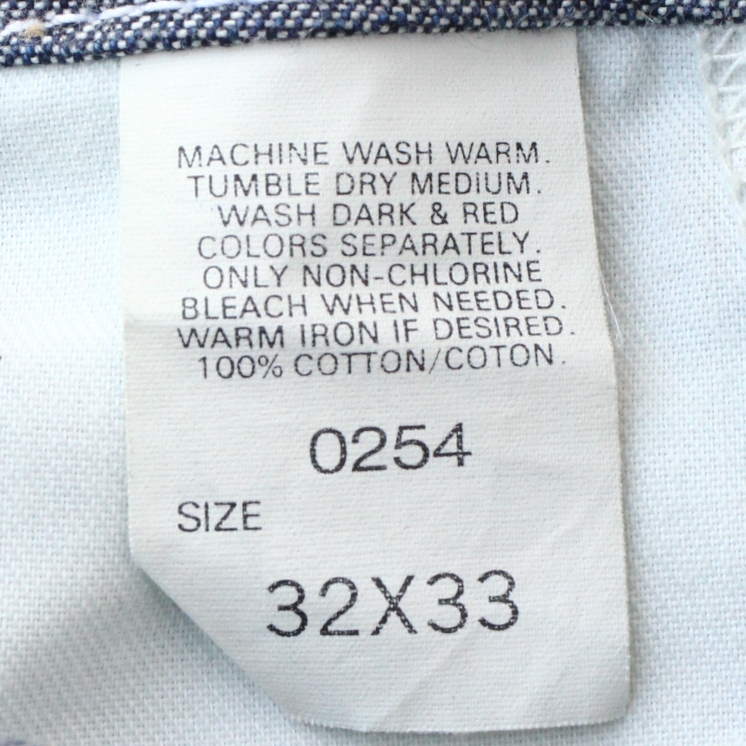 MACHINE WASH WARM.
TUMBLE DRY MEDIUM.
WASH DARK & RED
COLORS SEPARATELY.
ONLY NON-CHLORINE
BLEACH WHEN NEEDED.
WARM IRON IF DESIRED.
100% COTTON/COTON.
0254
SIZE
32X33